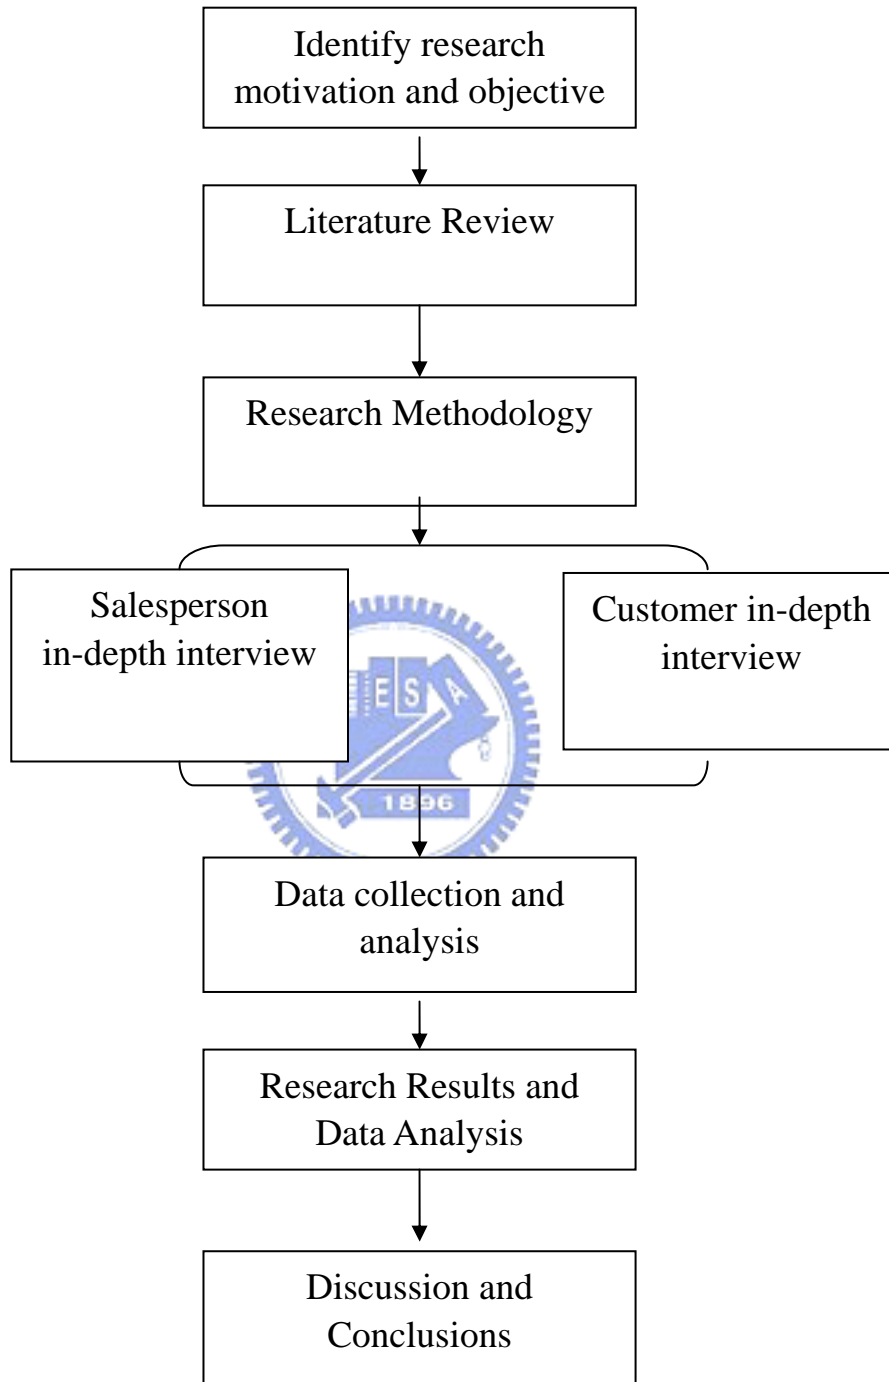 Identify research
motivation and objective
Literature Review
Research Methodology
Salesperson
in-depth interview
Customer in-depth
interview
E S A
1896
Data collection and
analysis
Research Results and
Data Analysis
Discussion and
Conclusions